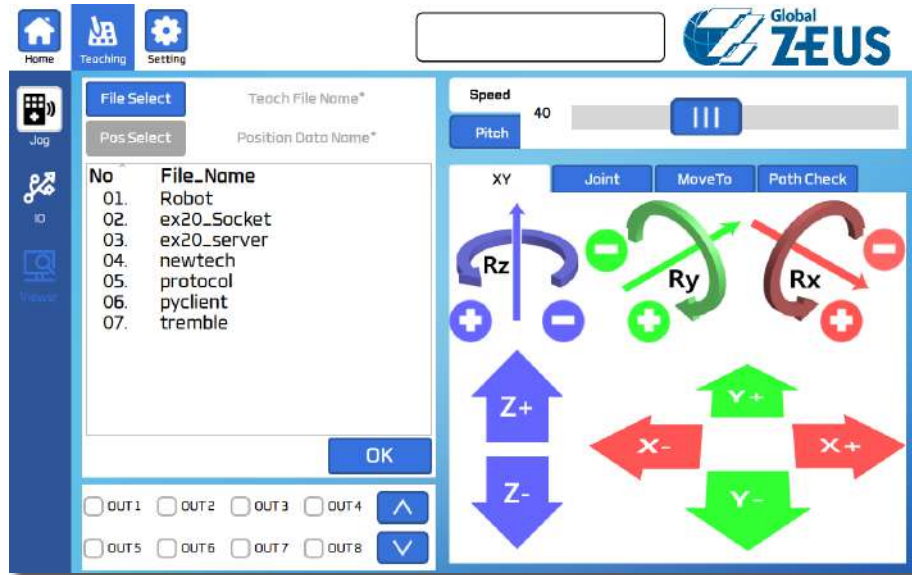 Home
Teaching
Setting
Global
ZEUS
Jog
IO
Viewer
File Select
Teach File Name*
Pos Select
Position Data Name*
No File_Name
01. Robot
02. ex20_Socket
03. ex20_server
04. newtech
05. protocol
06. pyclient
07. tremble
OK
OUT1 OUT2 OUT3 OUT4
OUT5 OUT6 OUT7 OUT8
Speed
40
Pitch
XY Joint MoveTo Path Check
Rz Ry Rx
Z+
Y+
X- X+
Z-
Y-